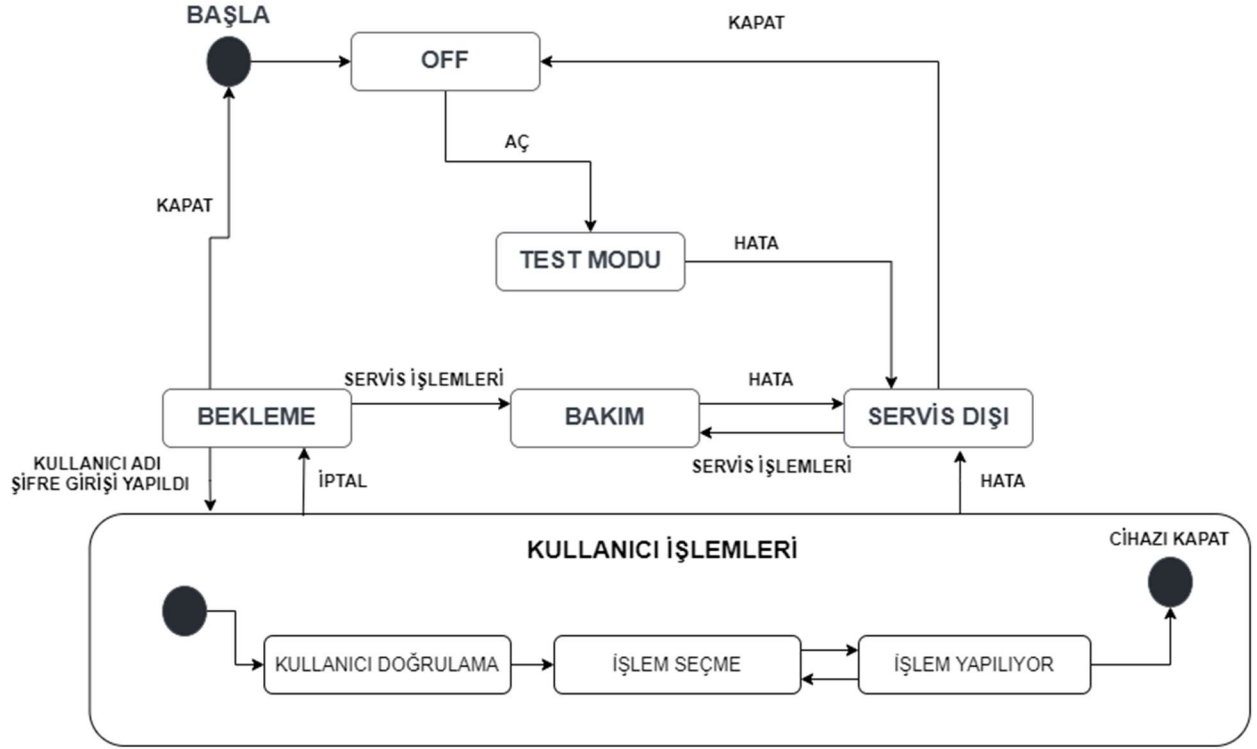 BAŞLA
KAPAT
OFF
AÇ
KAPAT
TEST MODU
HATA
SERVİS İŞLEMLERİ
HATA
BEKLEME
BAKIM
SERVİS DIŞI
KULLANICI ADI
ŞİFRE GİRİŞİ YAPILDI
İPTAL
SERVİS İŞLEMLERİ
HATA
KULLANICI İŞLEMLERİ
CİHAZI KAPAT
KULLANICI DOĞRULAMA
İŞLEM SEÇME
İŞLEM YAPILIYOR